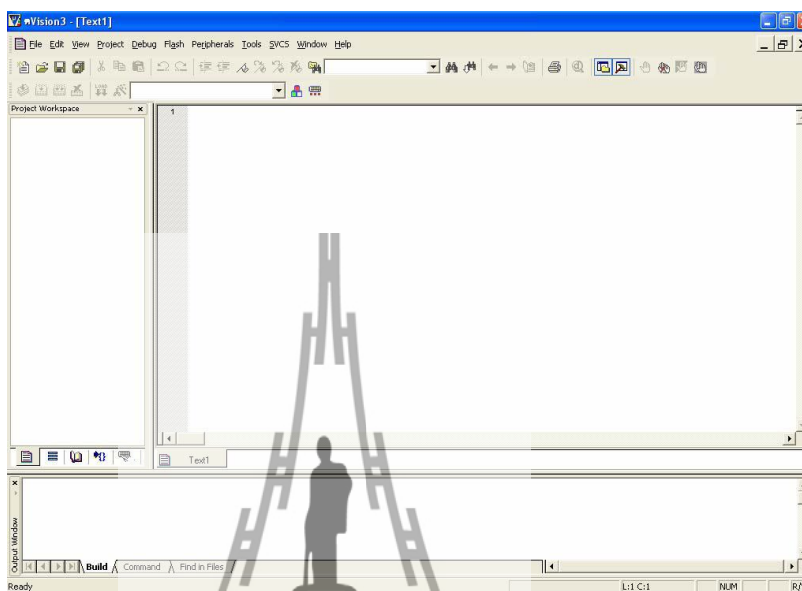 пVision3 - [Text1]
File Edit View Project Debug Flash Peripherals Tools SVCS Window Help
Project Workspace
1
Text1
Output Window
Build Command Find in Files
Ready L:1 C:1 NUM R/